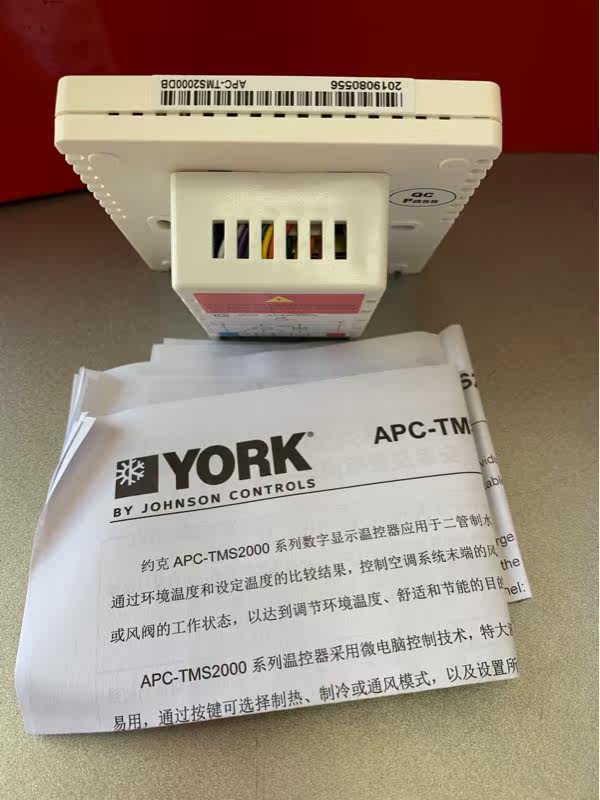 2019080556
APC-TMS2000DB
QC
Pass
YORK®
APC-TM
BY JOHNSON CONTROLS
约克 APC-TMS2000 系列数字显示温控器应用于二管制水
通过环境温度和设定温度的比较结果，控制空调系统末端的风
或风阀的工作状态，以达到调节环境温度、舒适和节能的目的
APC-TMS2000 系列温控器采用微电脑控制技术，特大
易用，通过按键可选择制热、制冷或通风模式，以及设置所